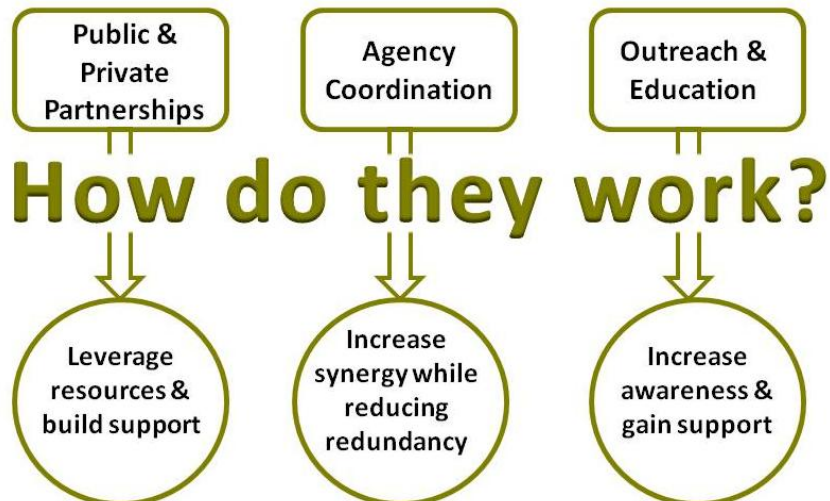 Public &
Private
Partnerships
Agency
Coordination
Outreach &
Education
How do they work?
Leverage
resources &
build support
Increase
synergy while
reducing
redundancy
Increase
awareness &
gain support